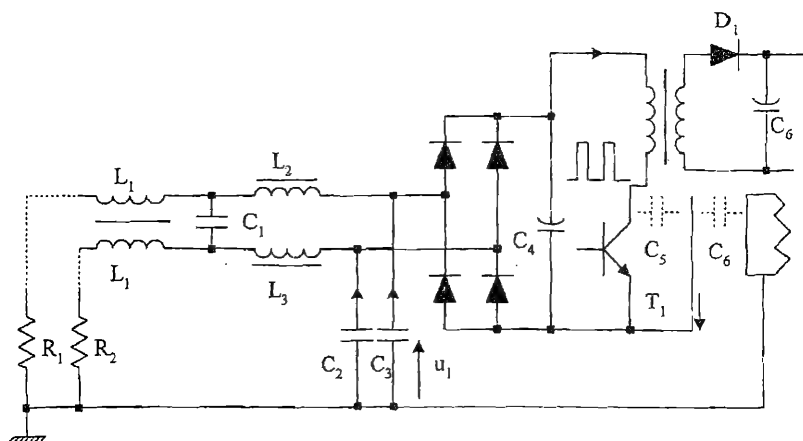 D₁
C₆
L₁
L₂
C₁
C₄
C₅
C₆
L₁
L₃
T₁
R₁
R₂
C₂
C₃
u₁